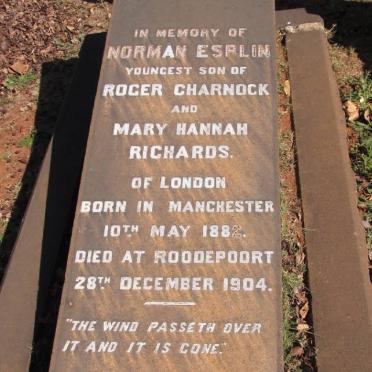 IN MEMORY OF
NORMAN ESPLIN
YOUNGEST SON OF
ROGER CHARNOCK
AND
MARY HANNAH
RICHARDS.
OF LONDON
BORN IN MANCHESTER
10TH MAY 1882.
DIED AT ROODEPOORT
28TH DECEMBER 1904.
"THE WIND PASSETH OVER
IT AND IT IS GONE."